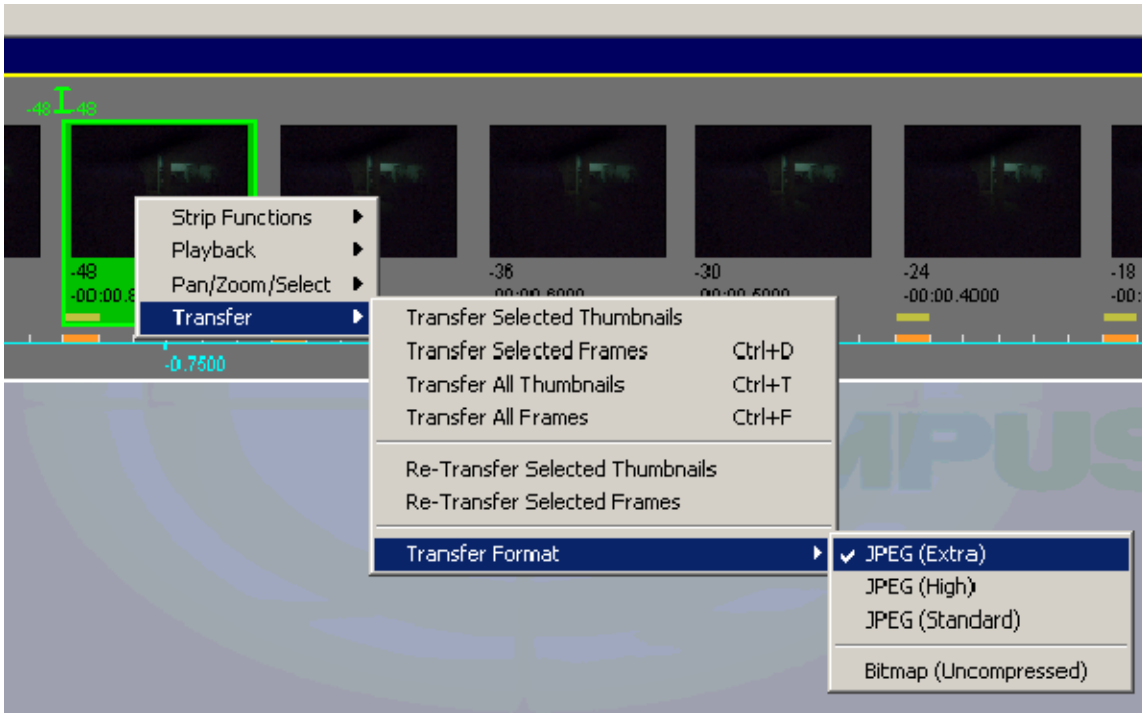 -48 -48
-48
-36
-30
-24
-18
-00:00.8
-00:00.6000
-00:00.5000
-00:00.4000
-00:
-0.7500
Strip Functions
Playback
Pan/Zoom/Select
Transfer
Transfer Selected Thumbnails
Transfer Selected Frames Ctrl+D
Transfer All Thumbnails Ctrl+T
Transfer All Frames Ctrl+F
Re-Transfer Selected Thumbnails
Re-Transfer Selected Frames
Transfer Format
JPEG (Extra)
JPEG (High)
JPEG (Standard)
Bitmap (Uncompressed)
MPUS